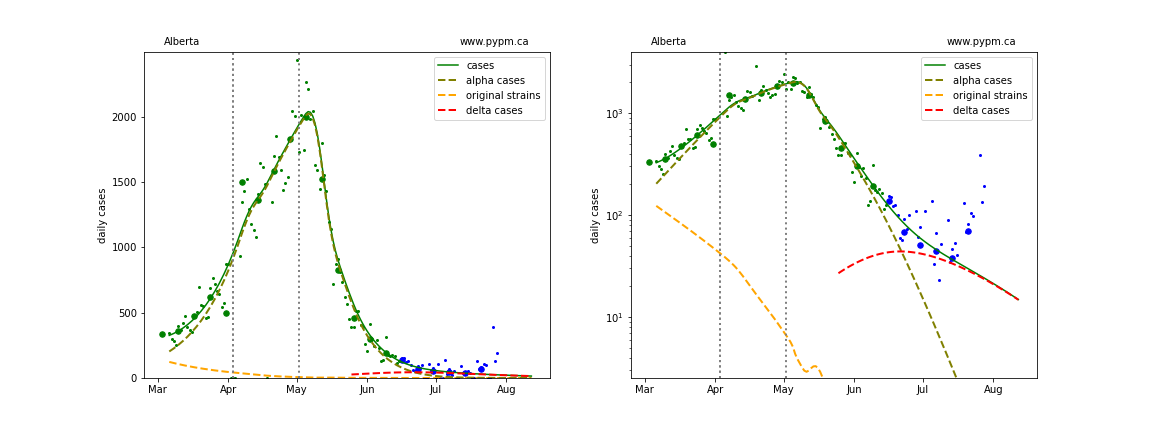 Alberta www.pypm.ca
cases
alpha cases
original strains
delta cases
daily cases
2000
1500
1000
500
0
Mar Apr May Jun Jul Aug
Alberta www.pypm.ca
cases
alpha cases
original strains
delta cases
daily cases
10³
10²
10¹
Mar Apr May Jun Jul Aug